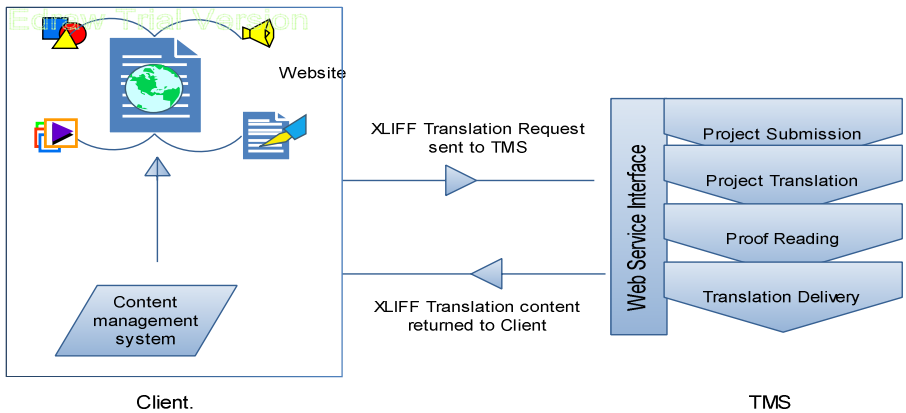 Edraw Trial Version
Website
XLIFF Translation Request
sent to TMS
Web Service Interface
Project Submission
Project Translation
Proof Reading
Translation Delivery
XLIFF Translation content
returned to Client
Content
management
system
Client.
TMS